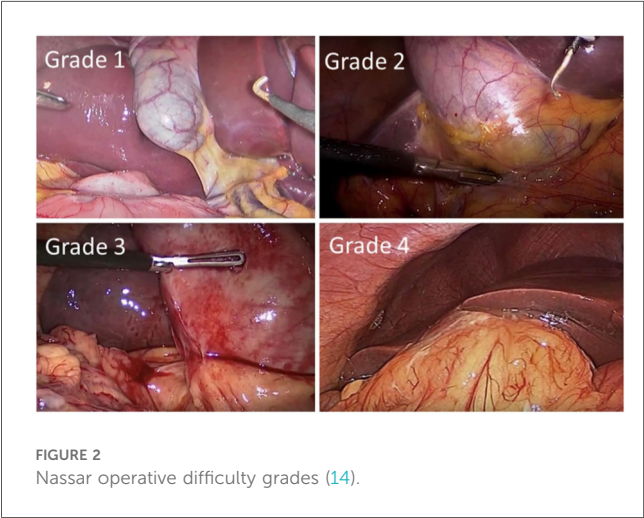 Grade 1
Grade 2
Grade 3
Grade 4
FIGURE 2
Nassar operative difficulty grades (14).